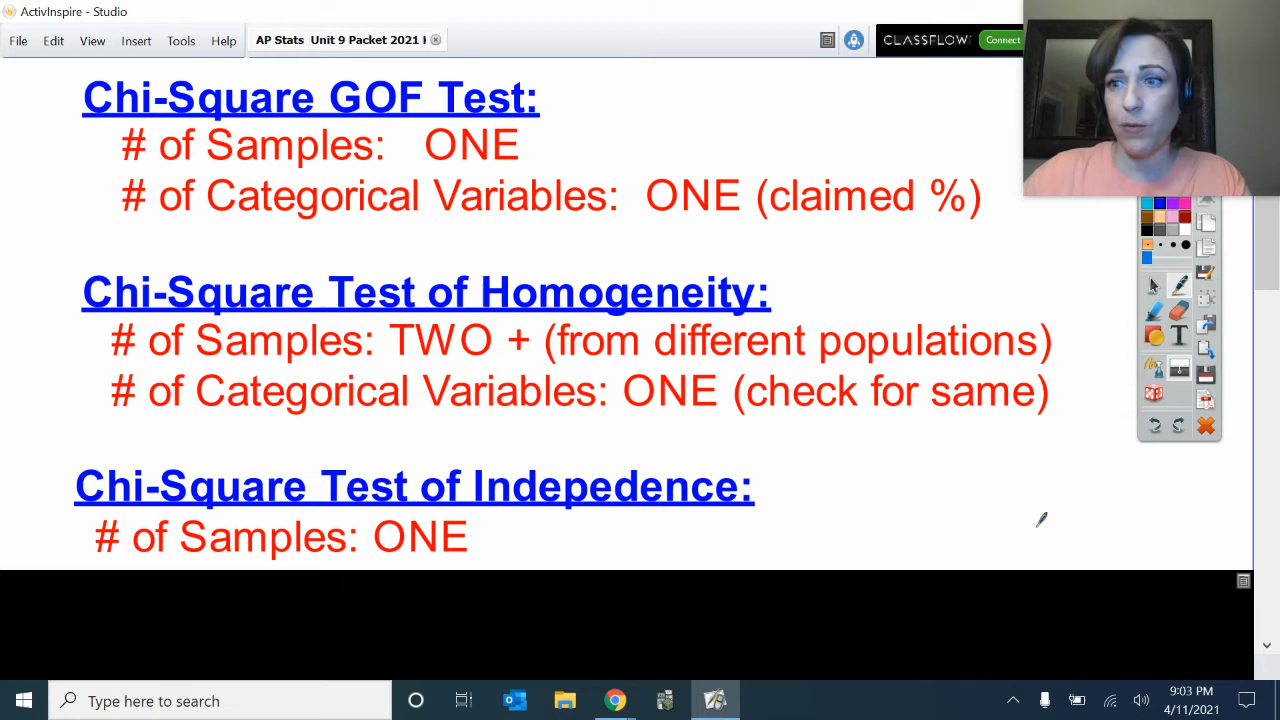 ActivInspire - Studio
File Edit View Insert Tools Help
AP Stats Unit 9 Packet 2021
CLASSFLOW Connect
Chi-Square GOF Test:
# of Samples: ONE
# of Categorical Variables: ONE (claimed %)
Chi-Square Test of Homogeneity:
# of Samples: TWO + (from different populations)
# of Categorical Variables: ONE (check for same)
Chi-Square Test of Indepedence:
# of Samples: ONE
Type here to search
9:03 PM
4/11/2021